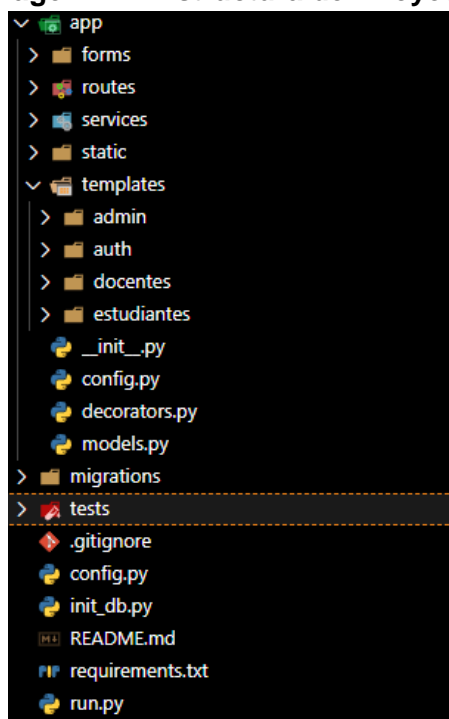 app
forms
routes
services
static
templates
admin
auth
docentes
estudiantes
__init__.py
config.py
decorators.py
models.py
migrations
tests
.gitignore
config.py
init_db.py
README.md
requirements.txt
run.py